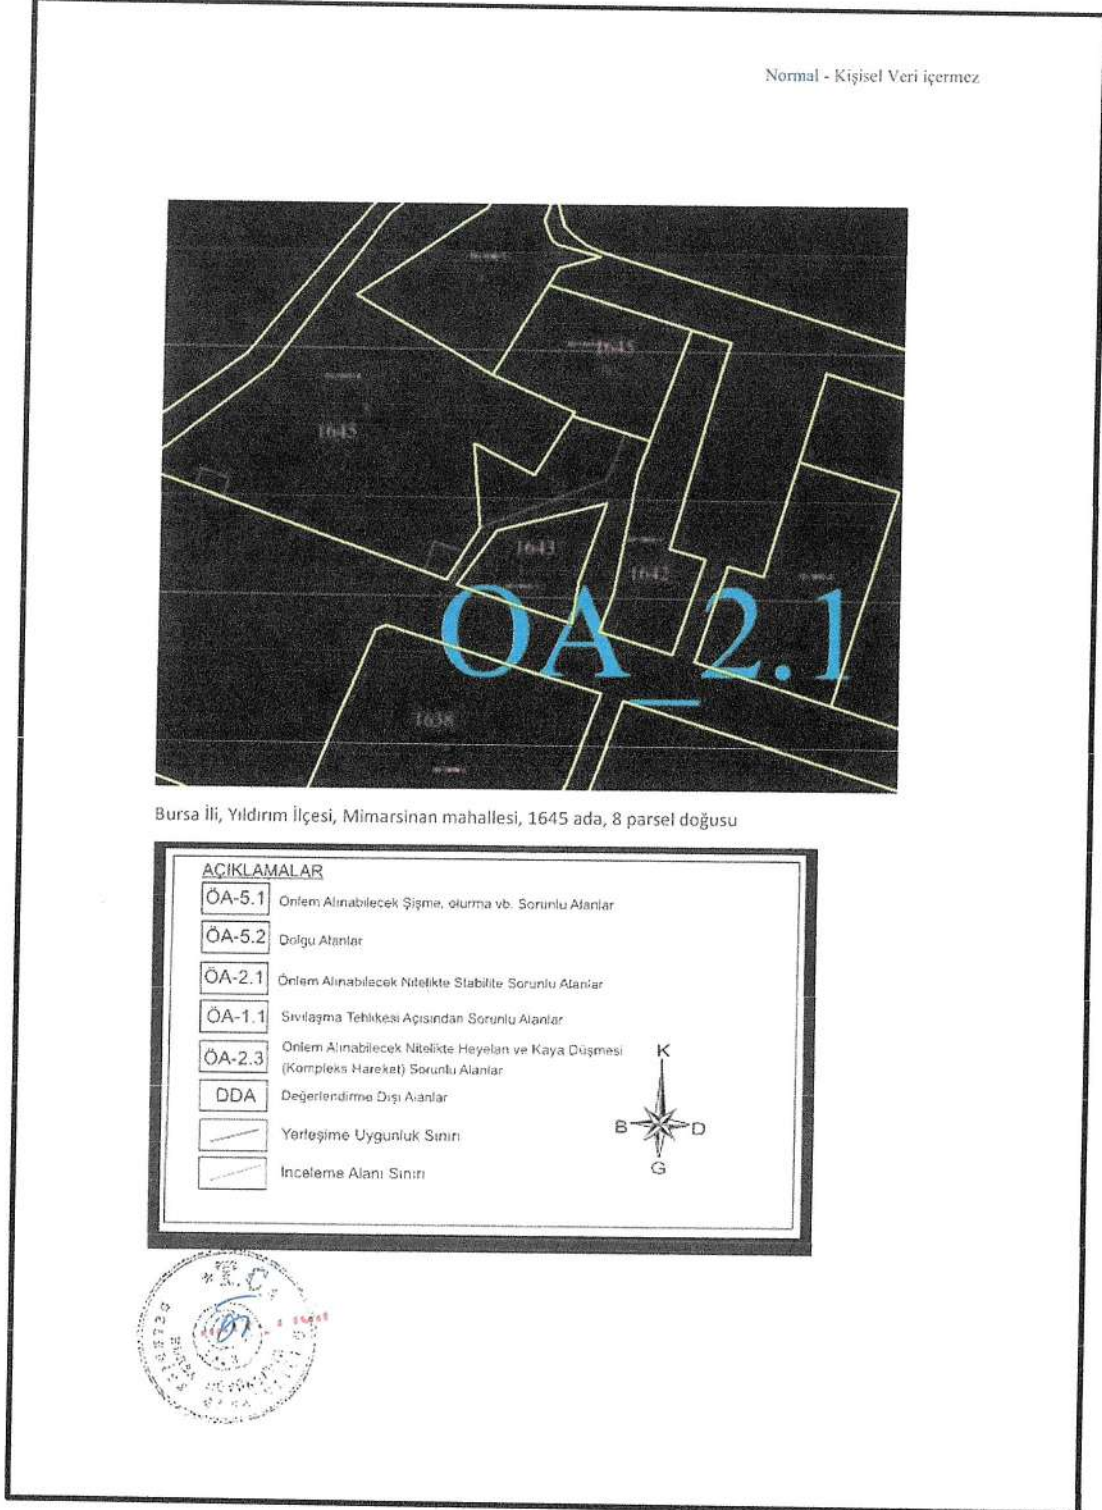 Normal - Kişisel Veri içermez
1645
1645
1643
1642
OA_2.1
1638
Bursa İli, Yıldırım İlçesi, Mimarsinan mahallesi, 1645 ada, 8 parsel doğusu
AÇIKLAMALAR
ÖA-5.1 Önlem Alınabilecek Şişme, oturma vb. Sorunlu Alanlar
ÖA-5.2 Dolgu Alanlar
ÖA-2.1 Önlem Alınabilecek Nitelikte Stabilite Sorunlu Alanlar
ÖA-1.1 Sıvılaşma Tehlikesi Açısından Sorunlu Alanlar
ÖA-2.3 Önlem Alınabilecek Nitelikte Heyelan ve Kaya Düşmesi
(Kompleks Hareket) Sorunlu Alanlar
DDA Değerlendirme Dışı Alanlar
Yerleşime Uygunluk Sınırı
İnceleme Alanı Sınırı
K
B D
G
T.C.